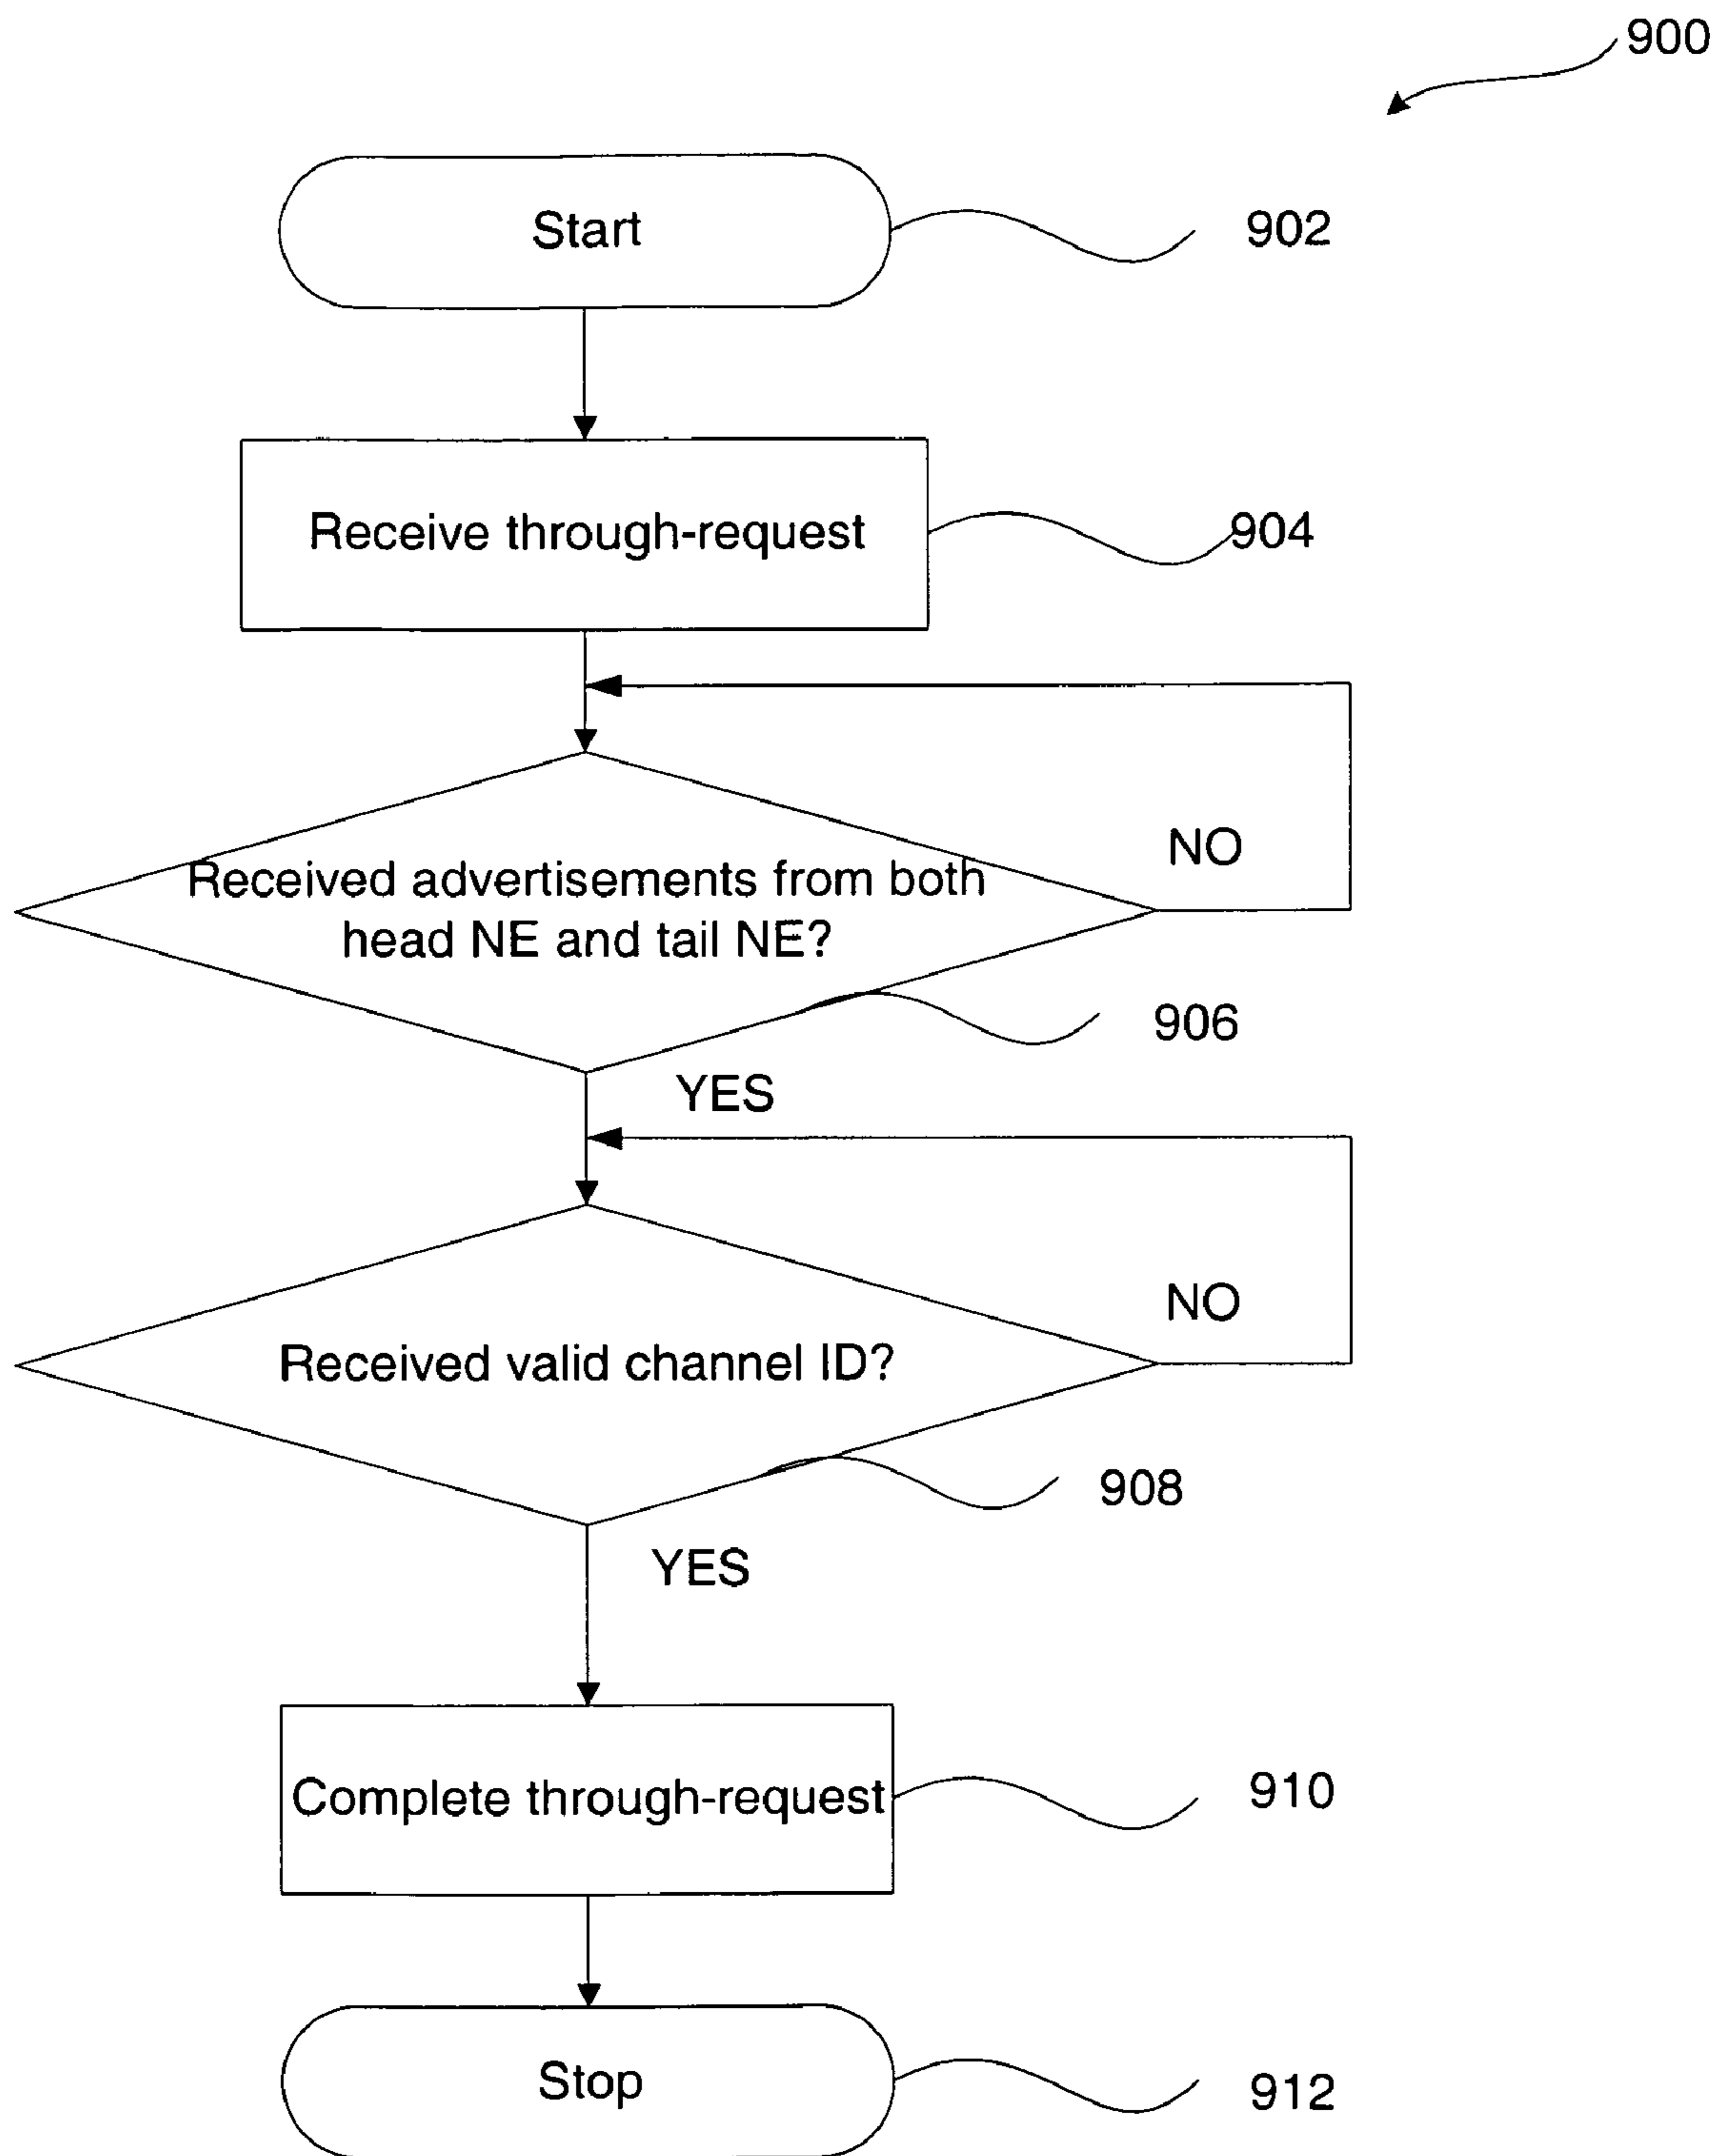 900
Start
902
Receive through-request
904
NO
Received advertisements from both
head NE and tail NE?
906
YES
NO
Received valid channel ID?
908
YES
Complete through-request
910
Stop
912